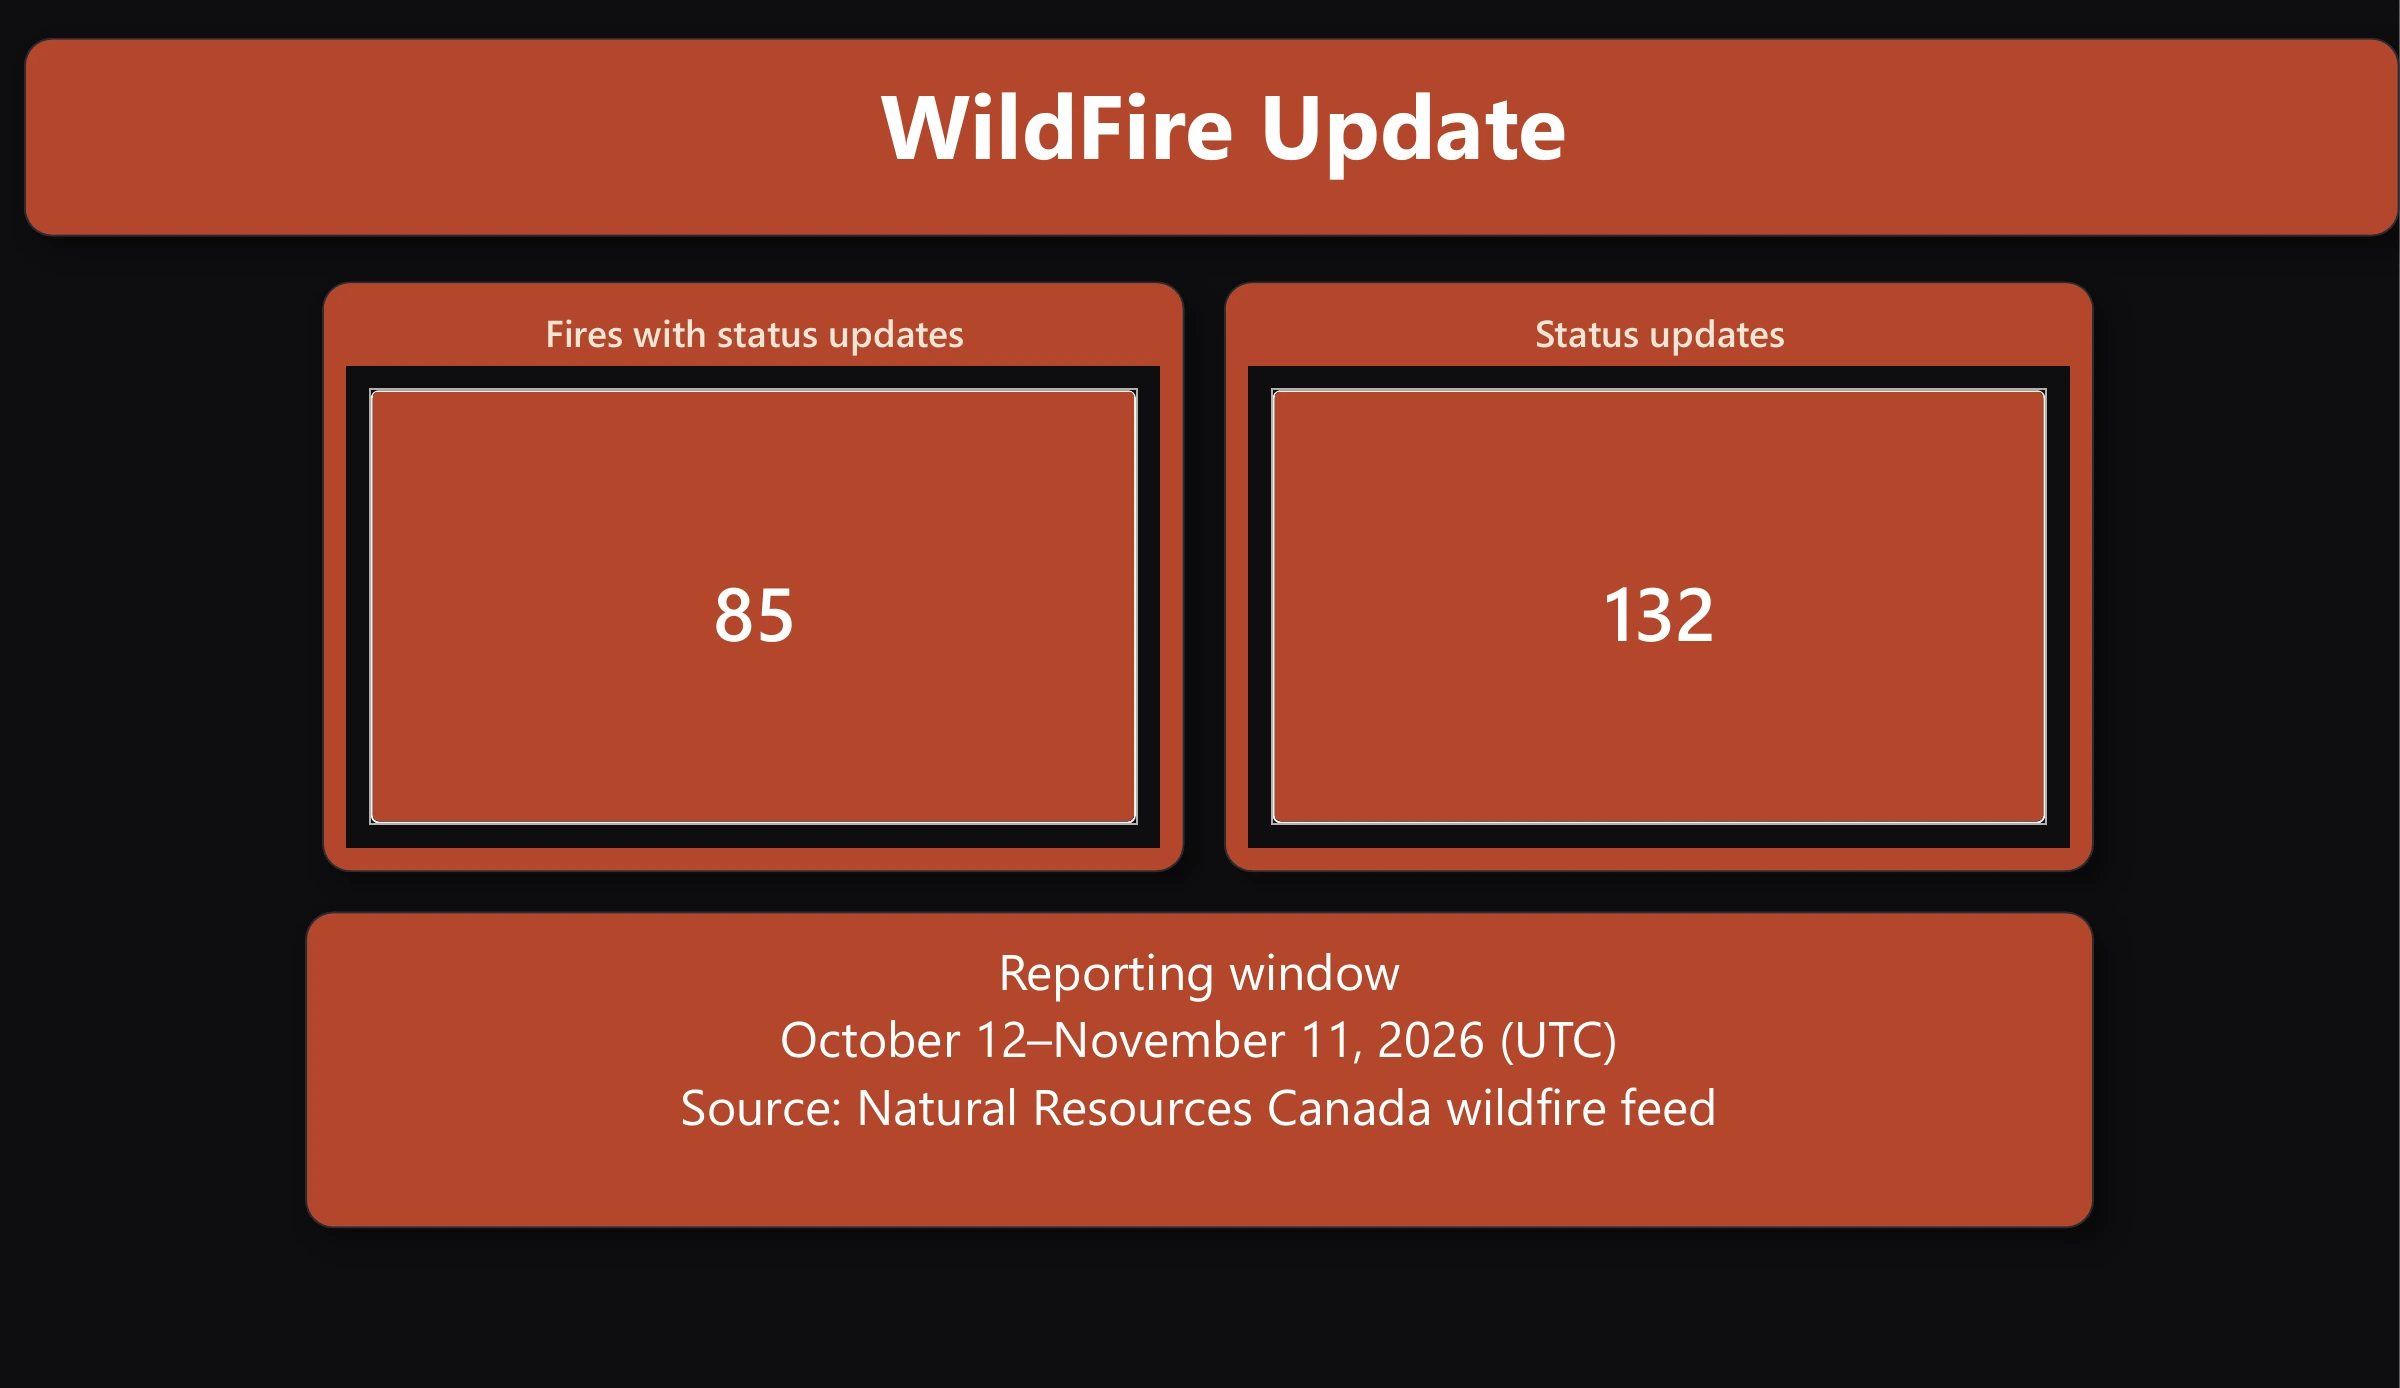 WildFire Update
Fires with status updates
Status updates
85
132
Reporting window
October 12–November 11, 2026 (UTC)
Source: Natural Resources Canada wildfire feed